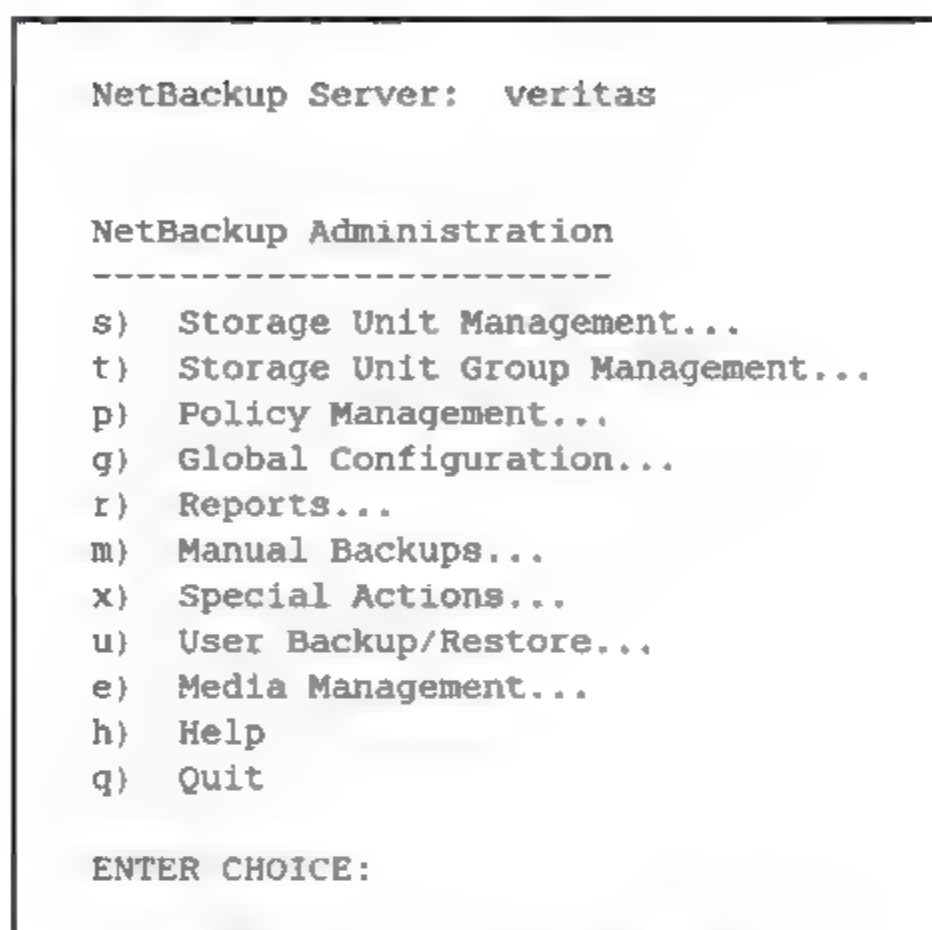 NetBackup Server:  veritas
NetBackup Administration
------------------------
s)  Storage Unit Management...
t)  Storage Unit Group Management...
p)  Policy Management...
g)  Global Configuration...
r)  Reports...
m)  Manual Backups...
x)  Special Actions...
u)  User Backup/Restore...
e)  Media Management...
h)  Help
q)  Quit
ENTER CHOICE: